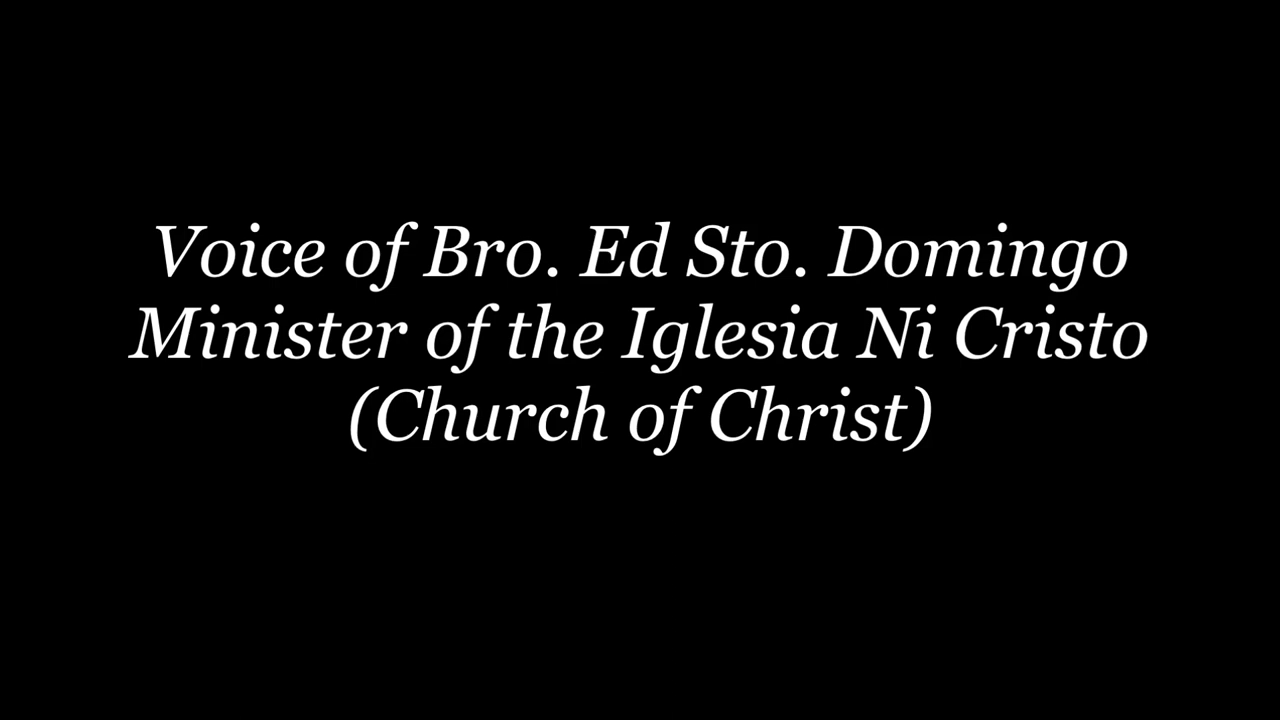 Voice of Bro. Ed Sto. Domingo
Minister of the Iglesia Ni Cristo
(Church of Christ)